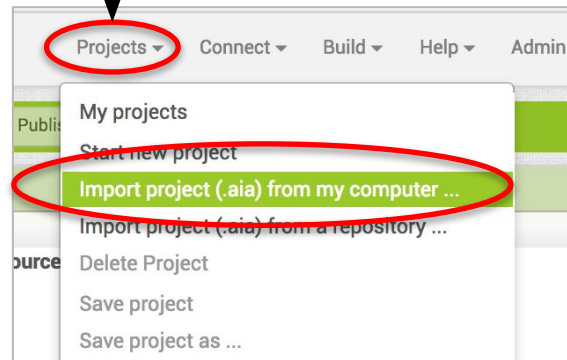 Projects ▾ Connect ▾ Build ▾ Help ▾ Admin
Publis
My projects
Start new project
Import project (.aia) from my computer ...
Import project (.aia) from a repository ...
ource
Delete Project
Save project
Save project as ...